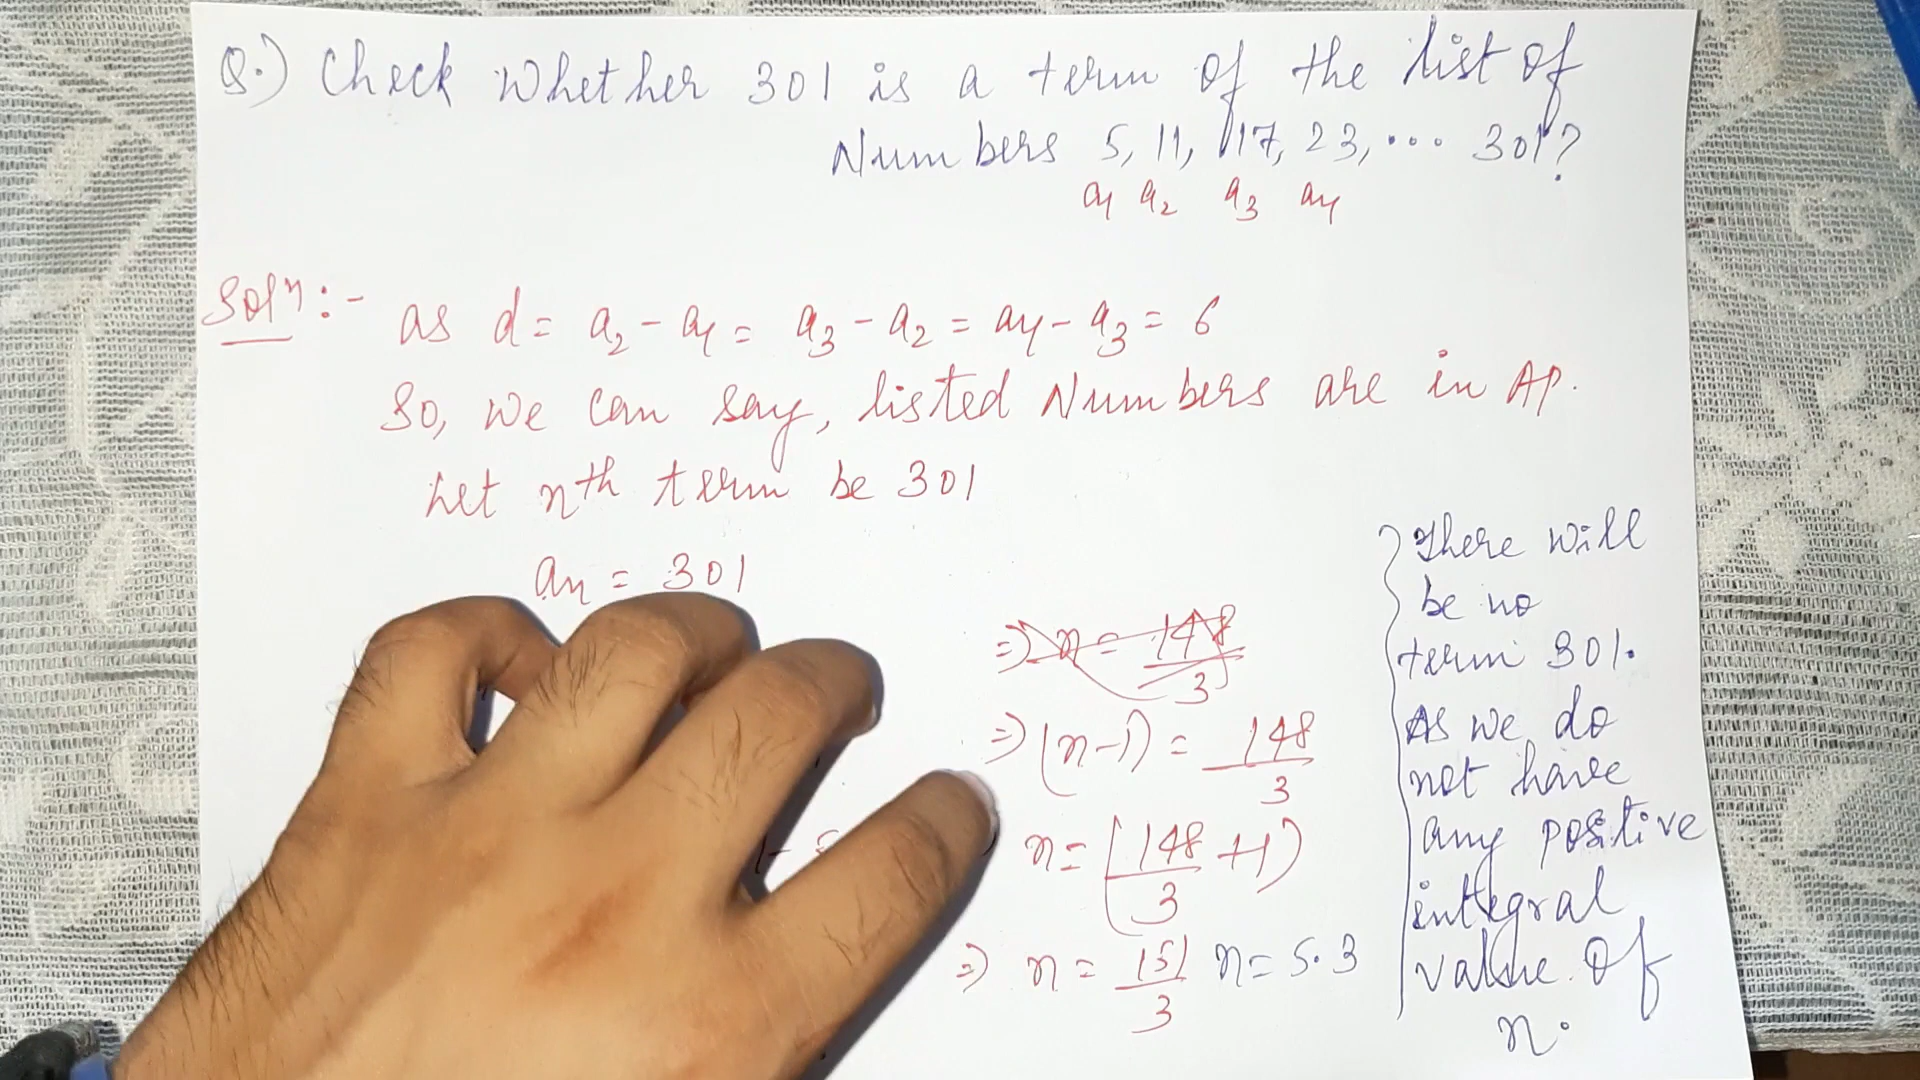 Q.) Check whether 301 is a term of the list of
Numbers 5, 11, 17, 23, ... 301?
a1 a2 a3 a4
Solⁿ:- as d = a2 - a1 = a3 - a2 = a4 - a3 = 6
So, we can say, listed Numbers are in AP.
Let nth term be 301
an = 301
=> n = 148/3
=> (n-1) = 148/3
n = (148/3 + 1)
=> n = 151/3 n = 5.3
There will
be no
term 301.
As we do
not have
any positive
integral
value of
n.